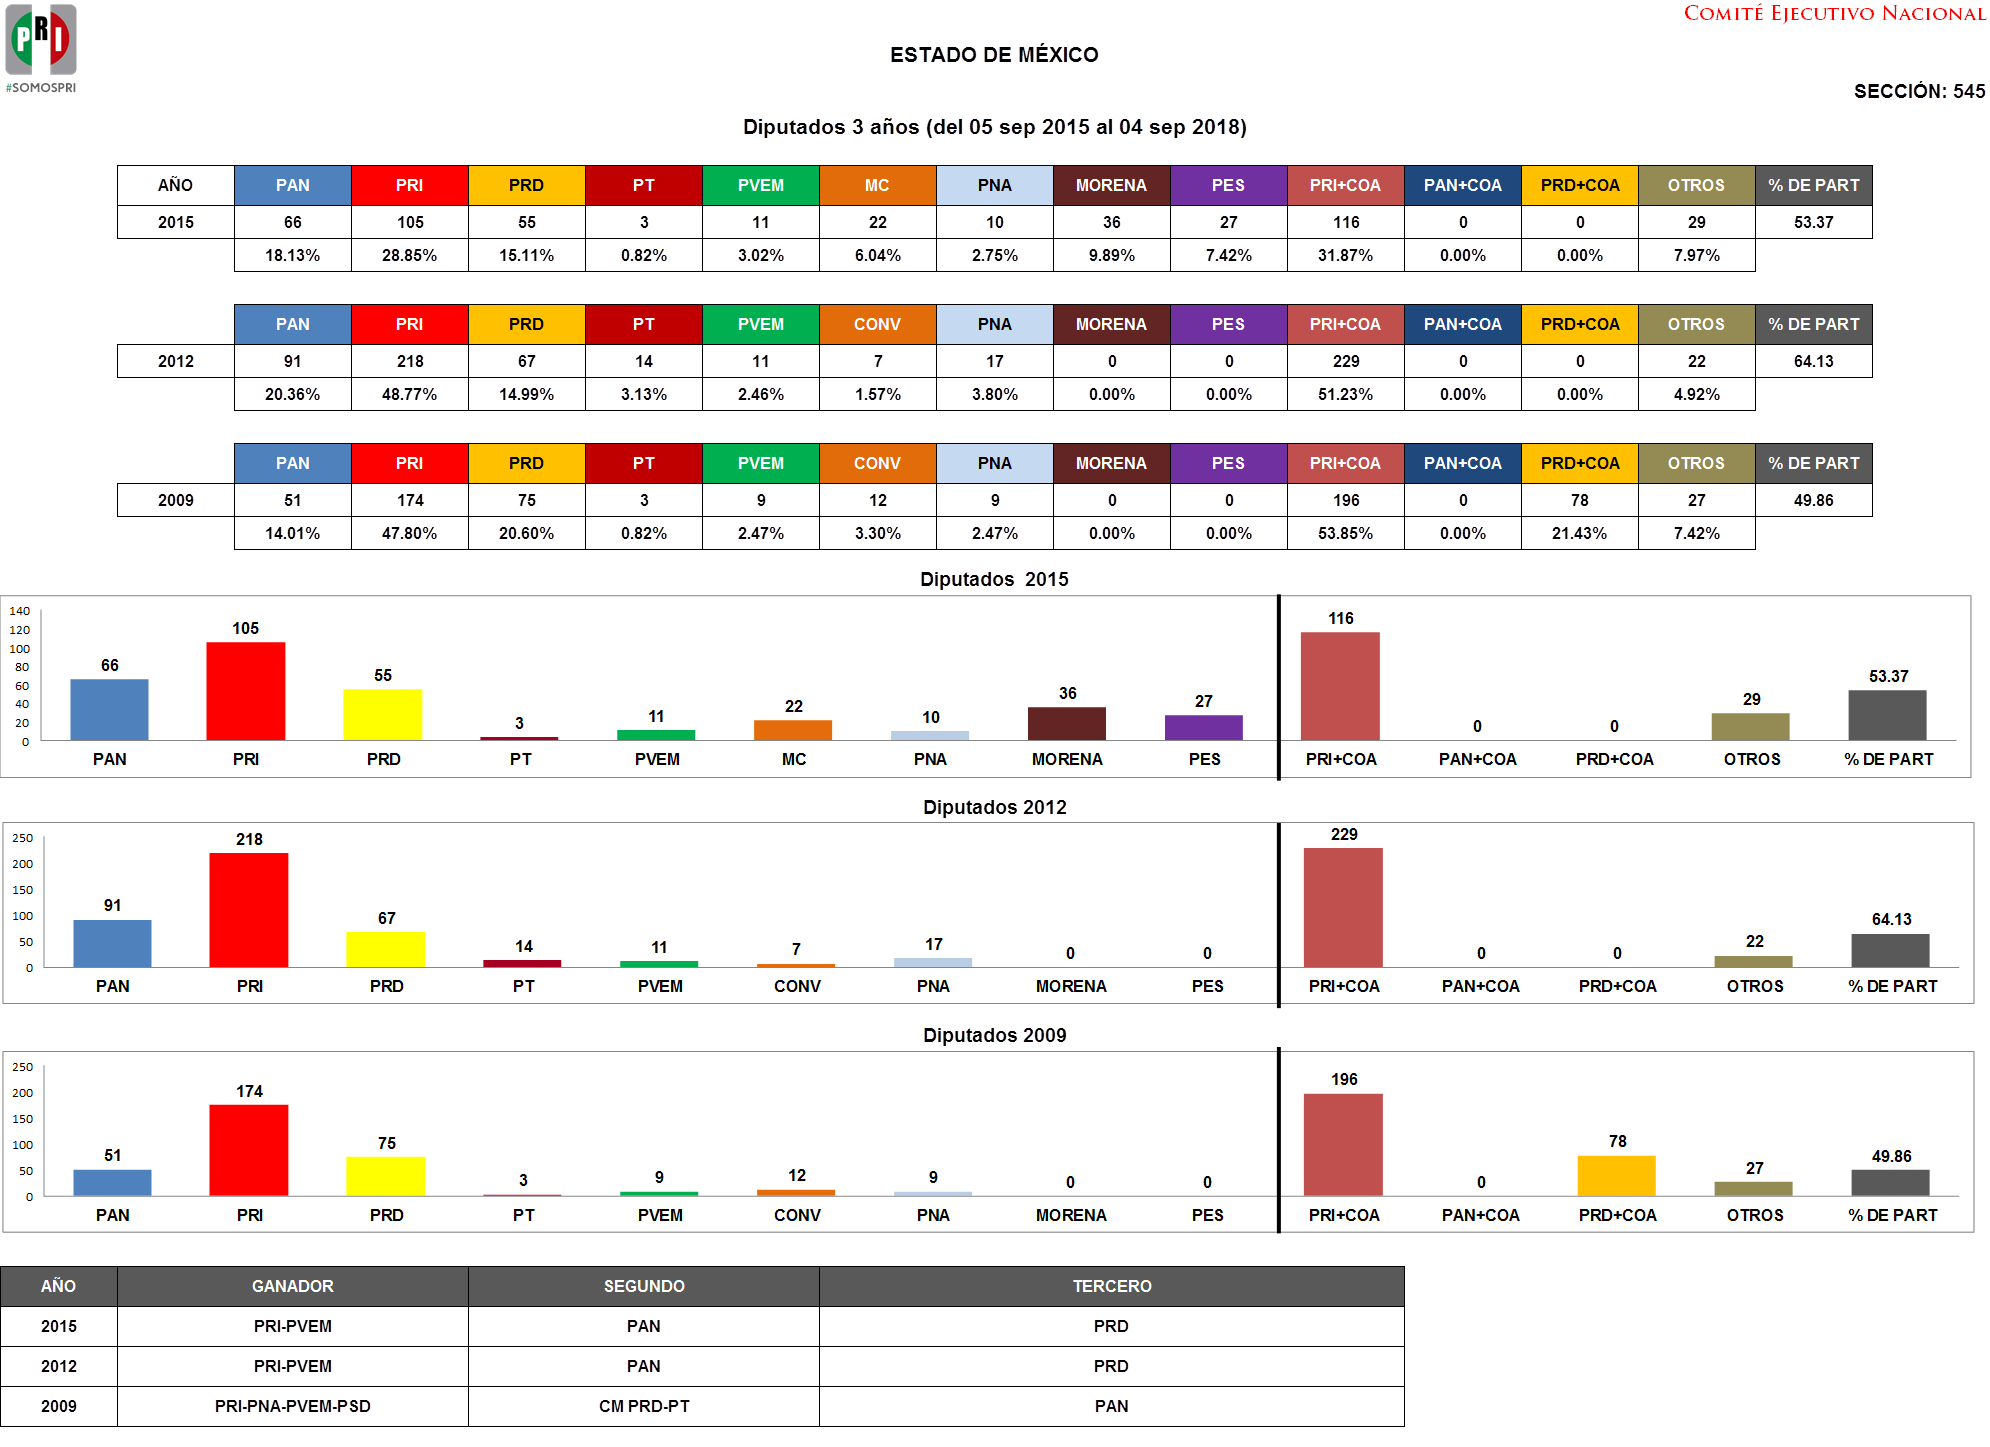 PRI
#SOMOSPRI
COMITÉ EJECUTIVO NACIONAL
ESTADO DE MÉXICO
SECCIÓN: 545
Diputados 3 años (del 05 sep 2015 al 04 sep 2018)
AÑO PAN PRI PRD PT PVEM MC PNA MORENA PES PRI+COA PAN+COA PRD+COA OTROS % DE PART
2015 66 105 55 3 11 22 10 36 27 116 0 0 29 53.37
18.13% 28.85% 15.11% 0.82% 3.02% 6.04% 2.75% 9.89% 7.42% 31.87% 0.00% 0.00% 7.97%
PAN PRI PRD PT PVEM CONV PNA MORENA PES PRI+COA PAN+COA PRD+COA OTROS % DE PART
2012 91 218 67 14 11 7 17 0 0 229 0 0 22 64.13
20.36% 48.77% 14.99% 3.13% 2.46% 1.57% 3.80% 0.00% 0.00% 51.23% 0.00% 0.00% 4.92%
PAN PRI PRD PT PVEM CONV PNA MORENA PES PRI+COA PAN+COA PRD+COA OTROS % DE PART
2009 51 174 75 3 9 12 9 0 0 196 0 78 27 49.86
14.01% 47.80% 20.60% 0.82% 2.47% 3.30% 2.47% 0.00% 0.00% 53.85% 0.00% 21.43% 7.42%
Diputados 2015
140
120
100
80
60
40
20
0
66 105 55 3 11 22 10 36 27 116 0 0 29 53.37
PAN PRI PRD PT PVEM MC PNA MORENA PES PRI+COA PAN+COA PRD+COA OTROS % DE PART
Diputados 2012
250
200
150
100
50
0
91 218 67 14 11 7 17 0 0 229 0 0 22 64.13
PAN PRI PRD PT PVEM CONV PNA MORENA PES PRI+COA PAN+COA PRD+COA OTROS % DE PART
Diputados 2009
250
200
150
100
50
0
51 174 75 3 9 12 9 0 0 196 0 78 27 49.86
PAN PRI PRD PT PVEM CONV PNA MORENA PES PRI+COA PAN+COA PRD+COA OTROS % DE PART
AÑO GANADOR SEGUNDO TERCERO
2015 PRI-PVEM PAN PRD
2012 PRI-PVEM PAN PRD
2009 PRI-PNA-PVEM-PSD CM PRD-PT PAN